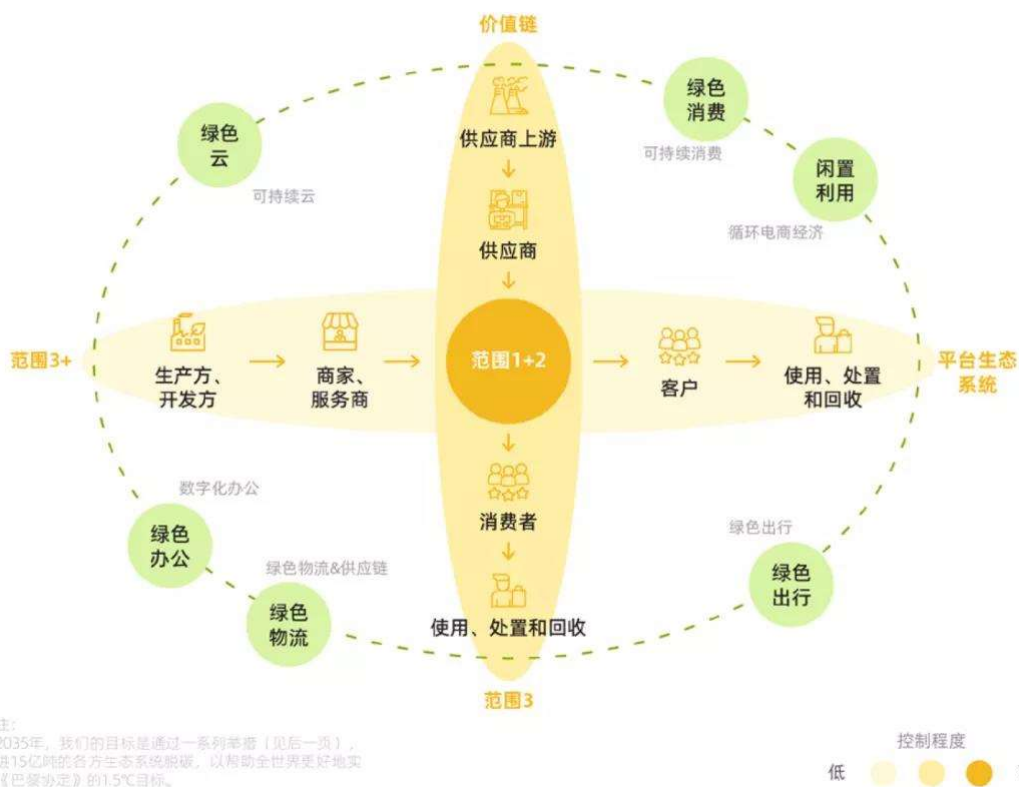 价值链
绿色
云
可持续云
绿色
消费
可持续消费
闲置
利用
循环电商经济
供应商上游
供应商
范围3+
生产方、
开发方
商家、
服务商
范围1+2
客户
使用、处置
和回收
平台生态
系统
消费者
使用、处置和回收
范围3
数字化办公
绿色
办公
绿色物流&供应链
绿色
物流
绿色出行
绿色
出行
注：
2035年，我们的目标是通过一系列举措（见后一页），
进15亿吨的各方生态系统脱碳，以帮助全世界更好地实
《巴黎协定》的1.5℃目标。
控制程度
低